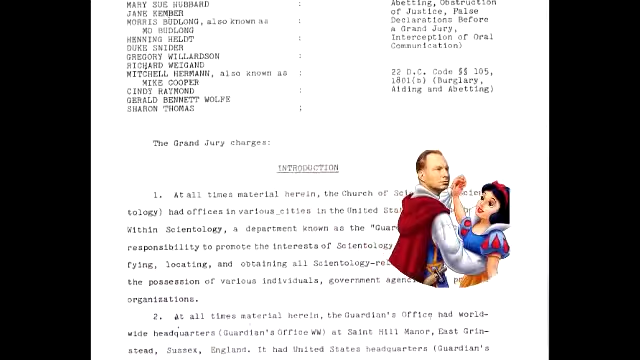 MARY SUE HUBBARD : Abetting, Obstruction
JANE KEMBER : of Justice, False
MORRIS BUDLONG, also known as : Declarations Before
MO BUDLONG a Grand Jury,
HENNING HELDT : Interception of Oral
DUKE SNIDER : Communication)
GREGORY WILLARDSON :
RICHARD WEIGAND :
MITCHELL HERMANN, also known as : 22 D.C. Code §§ 105,
MIKE COOPER 1801(b) (Burglary,
CINDY RAYMOND : Aiding and Abetting)
GERALD BENNETT WOLFE :
SHARON THOMAS ;
The Grand Jury charges:
INTRODUCTION
1. At all times material herein, the Church of
tology) had offices in various cities in the United
Within Scientology, a department known as the
responsibility to promote the interests of Scientology
fying, locating, and obtaining all
the possession of various individuals, government
organizations.
2. At all times material herein, the Guardian's Office had world-
wide headquarters (Guardian's Office WW) at Saint Hill Manor, East Grin-
stead, Sussex, England. It had United States headquarters (Guardian's